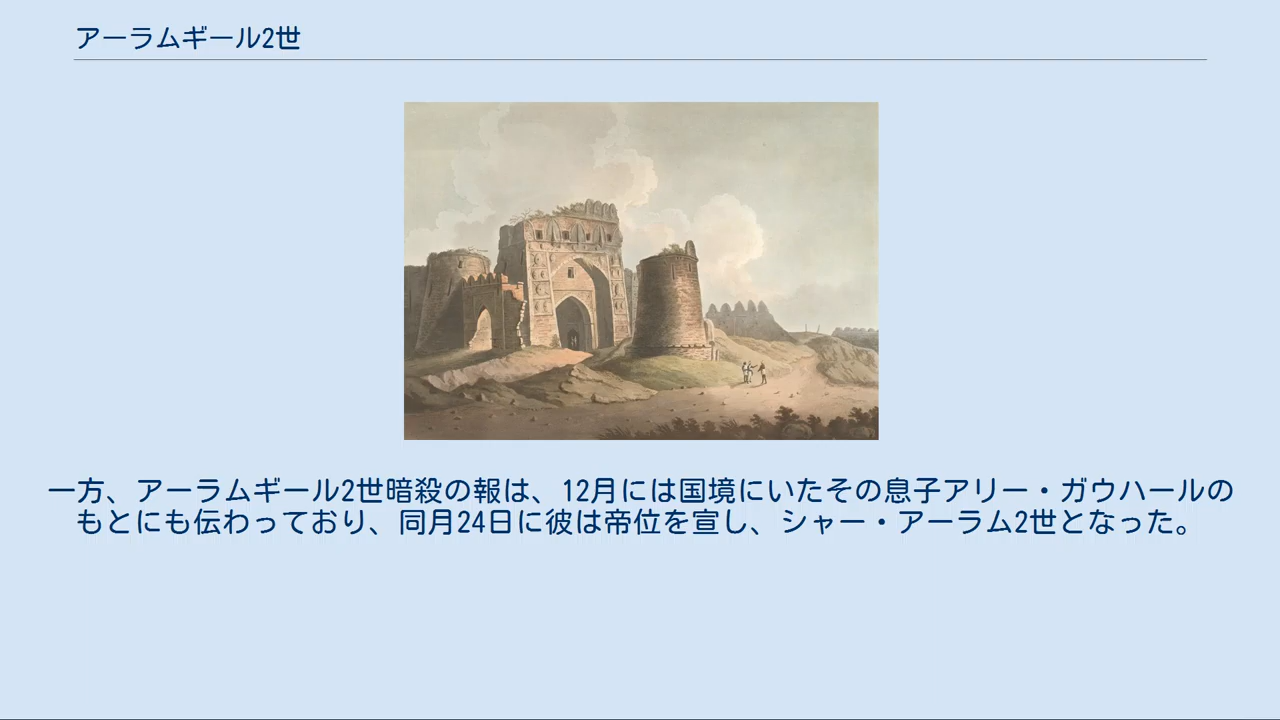 アーラムギール2世
一方、アーラムギール2世暗殺の報は、12月には国境にいたその息子アリー・ガウハールの
もとにも伝わっており、同月24日に彼は帝位を宣し、シャー・アーラム2世となった。